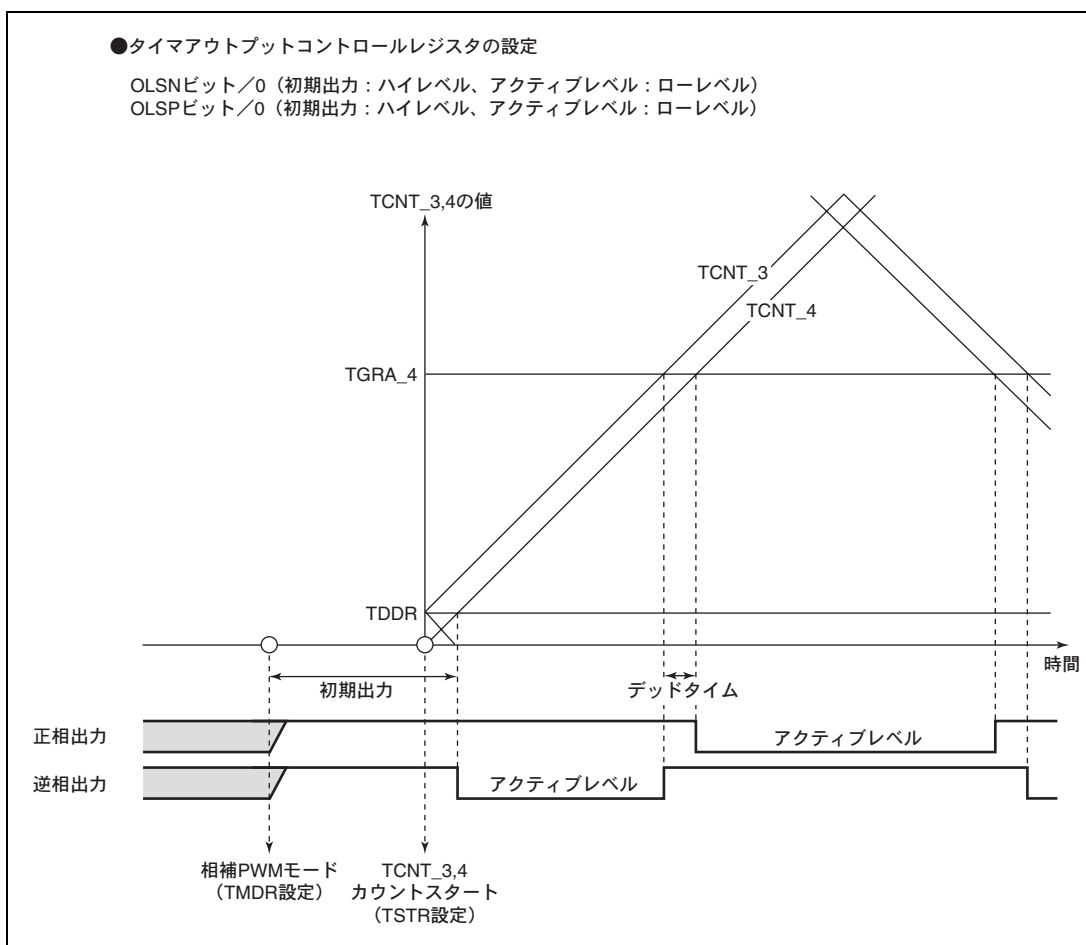 ●タイマアウトプットコントロールレジスタの設定
OLSNビット／0（初期出力：ハイレベル、アクティブレベル：ローレベル）
OLSPビット／0（初期出力：ハイレベル、アクティブレベル：ローレベル）
TCNT_3,4の値
TCNT_3
TCNT_4
TGRA_4
TDDR
時間
初期出力
デッドタイム
正相出力
アクティブレベル
逆相出力
アクティブレベル
相補PWMモード
（TMDR設定）
TCNT_3,4
カウントスタート
（TSTR設定）